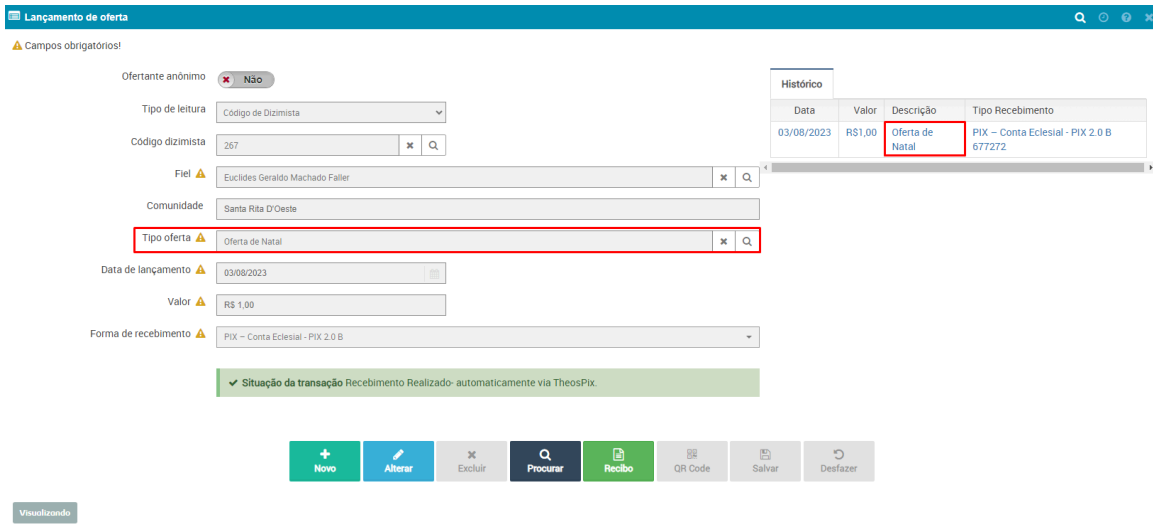 Lançamento de oferta
Campos obrigatórios!
Ofertante anônimo Não
Tipo de leitura Código de Dizimista
Código dizimista 267
Fiel Euclides Geraldo Machado Faller
Comunidade Santa Rita D'Oeste
Tipo oferta Oferta de Natal
Data de lançamento 03/08/2023
Valor R$ 1,00
Forma de recebimento PIX – Conta Eclesial - PIX 2.0 B
Situação da transação Recebimento Realizado- automaticamente via TheosPix.
Histórico
Data Valor Descrição Tipo Recebimento
03/08/2023 R$1,00 Oferta de PIX – Conta Eclesial - PIX 2.0 B
Natal 677272
Novo Alterar Excluir Procurar Recibo QR Code Salvar Desfazer
Visualizando